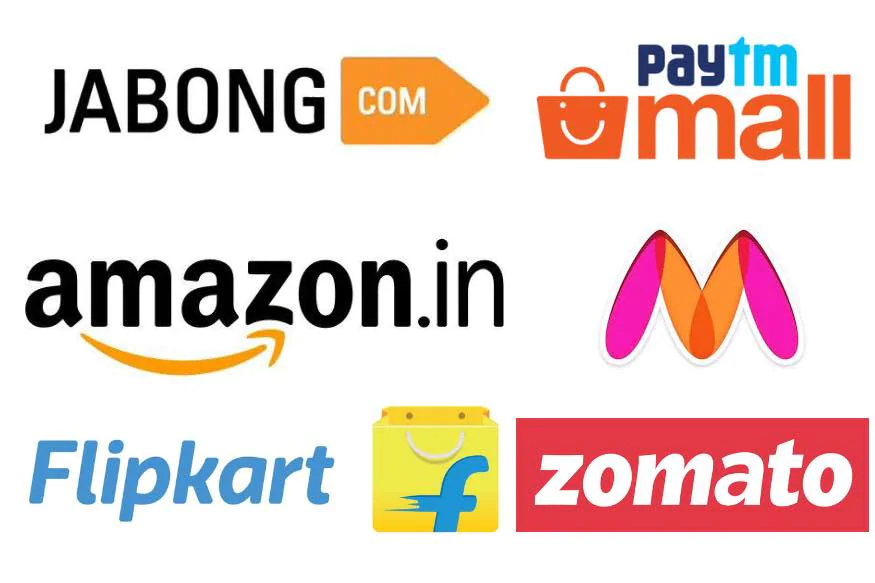 JABONG COM
paytm
mall
amazon.in
M
Flipkart f zomato